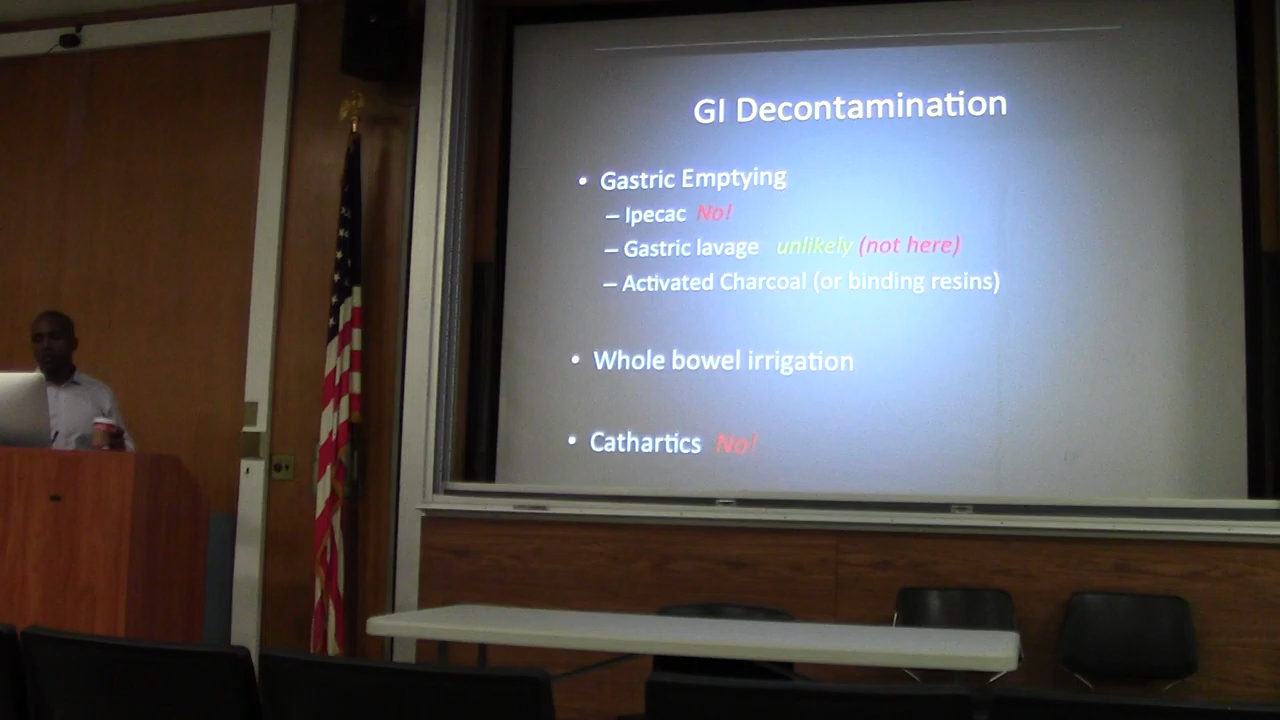 GI Decontamination
• Gastric Emptying
– Ipecac No!
– Gastric lavage unlikely (not here)
– Activated Charcoal (or binding resins)
• Whole bowel irrigation
• Cathartics No!